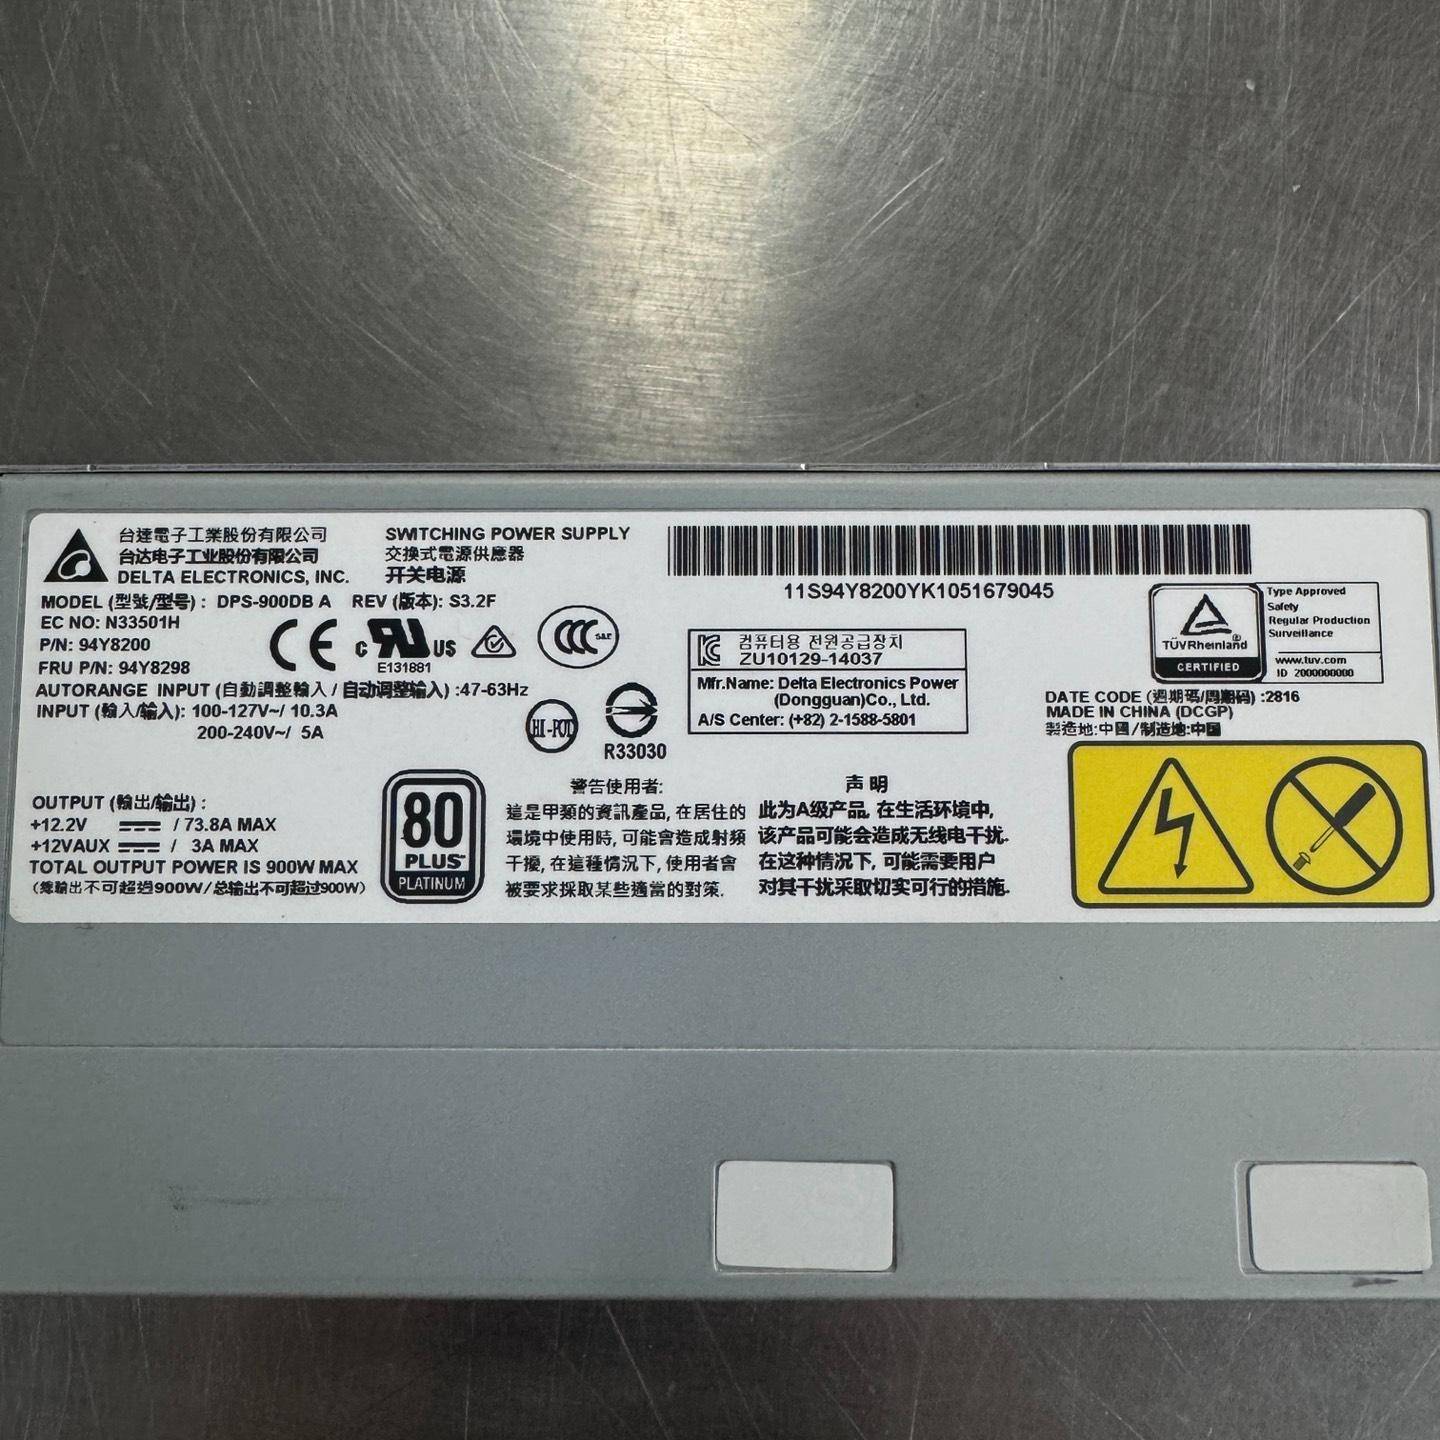 台達電子工業股份有限公司
台达电子工业股份有限公司
DELTA ELECTRONICS, INC.
SWITCHING POWER SUPPLY
交換式電源供應器
开关电源
MODEL (型號/型号) : DPS-900DB A REV (版本): S3.2F
EC NO: N33501H
P/N: 94Y8200
FRU P/N: 94Y8298
AUTORANGE INPUT (自動調整輸入 / 自动调整输入) :47-63Hz
INPUT (輸入/输入): 100-127V~/ 10.3A
200-240V~/ 5A
CE
c RU US
E131881
CCC S&E
HI-POT
R33030
OUTPUT (輸出/输出) :
+12.2V / 73.8A MAX
+12VAUX / 3A MAX
TOTAL OUTPUT POWER IS 900W MAX
(總輸出不可超過900W/总输出不可超过900W)
80
PLUS
PLATINUM
11S94Y8200YK1051679045
컴퓨터용 전원공급장치
ZU10129-14037
Mfr.Name: Delta Electronics Power
(Dongguan)Co., Ltd.
A/S Center: (+82) 2-1588-5801
警告使用者:
這是甲類的資訊產品, 在居住的
環境中使用時, 可能會造成射頻
干擾, 在這種情況下, 使用者會
被要求採取某些適當的對策.
声 明
此为A级产品, 在生活环境中,
该产品可能会造成无线电干扰.
在这种情况下, 可能需要用户
对其干扰采取切实可行的措施.
TÜVRheinland ®
CERTIFIED
Type Approved
Safety
Regular Production
Surveillance
www.tuv.com
ID 2000000000
DATE CODE (週期碼/周期码) :2816
MADE IN CHINA (DCGP)
製造地:中國/制造地:中国